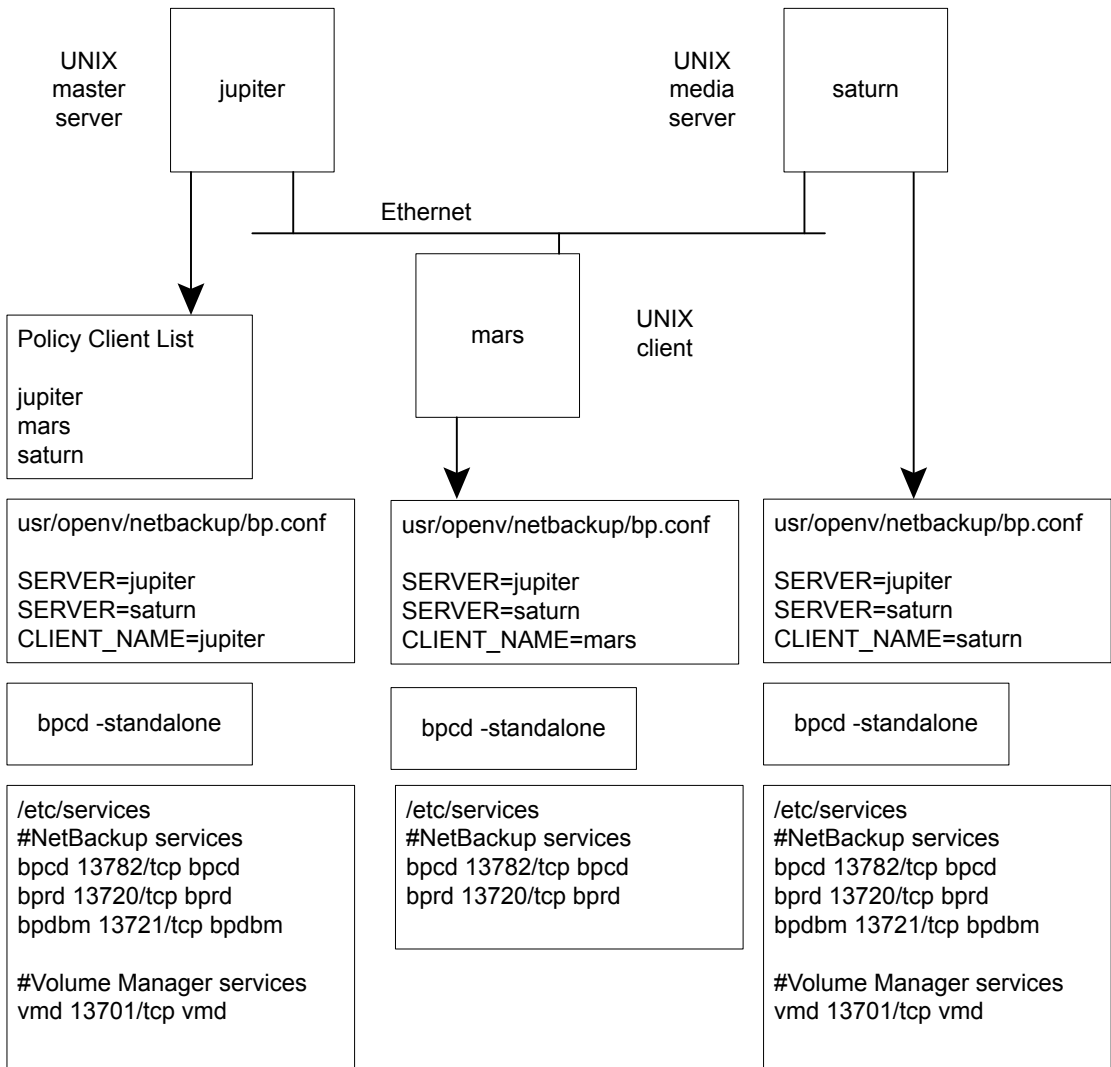 UNIX
master
server
jupiter
UNIX
media
server
saturn
Ethernet
mars
UNIX
client
Policy Client List
jupiter
mars
saturn
usr/openv/netbackup/bp.conf
SERVER=jupiter
SERVER=saturn
CLIENT_NAME=jupiter
usr/openv/netbackup/bp.conf
SERVER=jupiter
SERVER=saturn
CLIENT_NAME=mars
usr/openv/netbackup/bp.conf
SERVER=jupiter
SERVER=saturn
CLIENT_NAME=saturn
bpcd -standalone
bpcd -standalone
bpcd -standalone
/etc/services
#NetBackup services
bpcd 13782/tcp bpcd
bprd 13720/tcp bprd
bpdbm 13721/tcp bpdbm
#Volume Manager services
vmd 13701/tcp vmd
/etc/services
#NetBackup services
bpcd 13782/tcp bpcd
bprd 13720/tcp bprd
/etc/services
#NetBackup services
bpcd 13782/tcp bpcd
bprd 13720/tcp bprd
bpdbm 13721/tcp bpdbm
#Volume Manager services
vmd 13701/tcp vmd